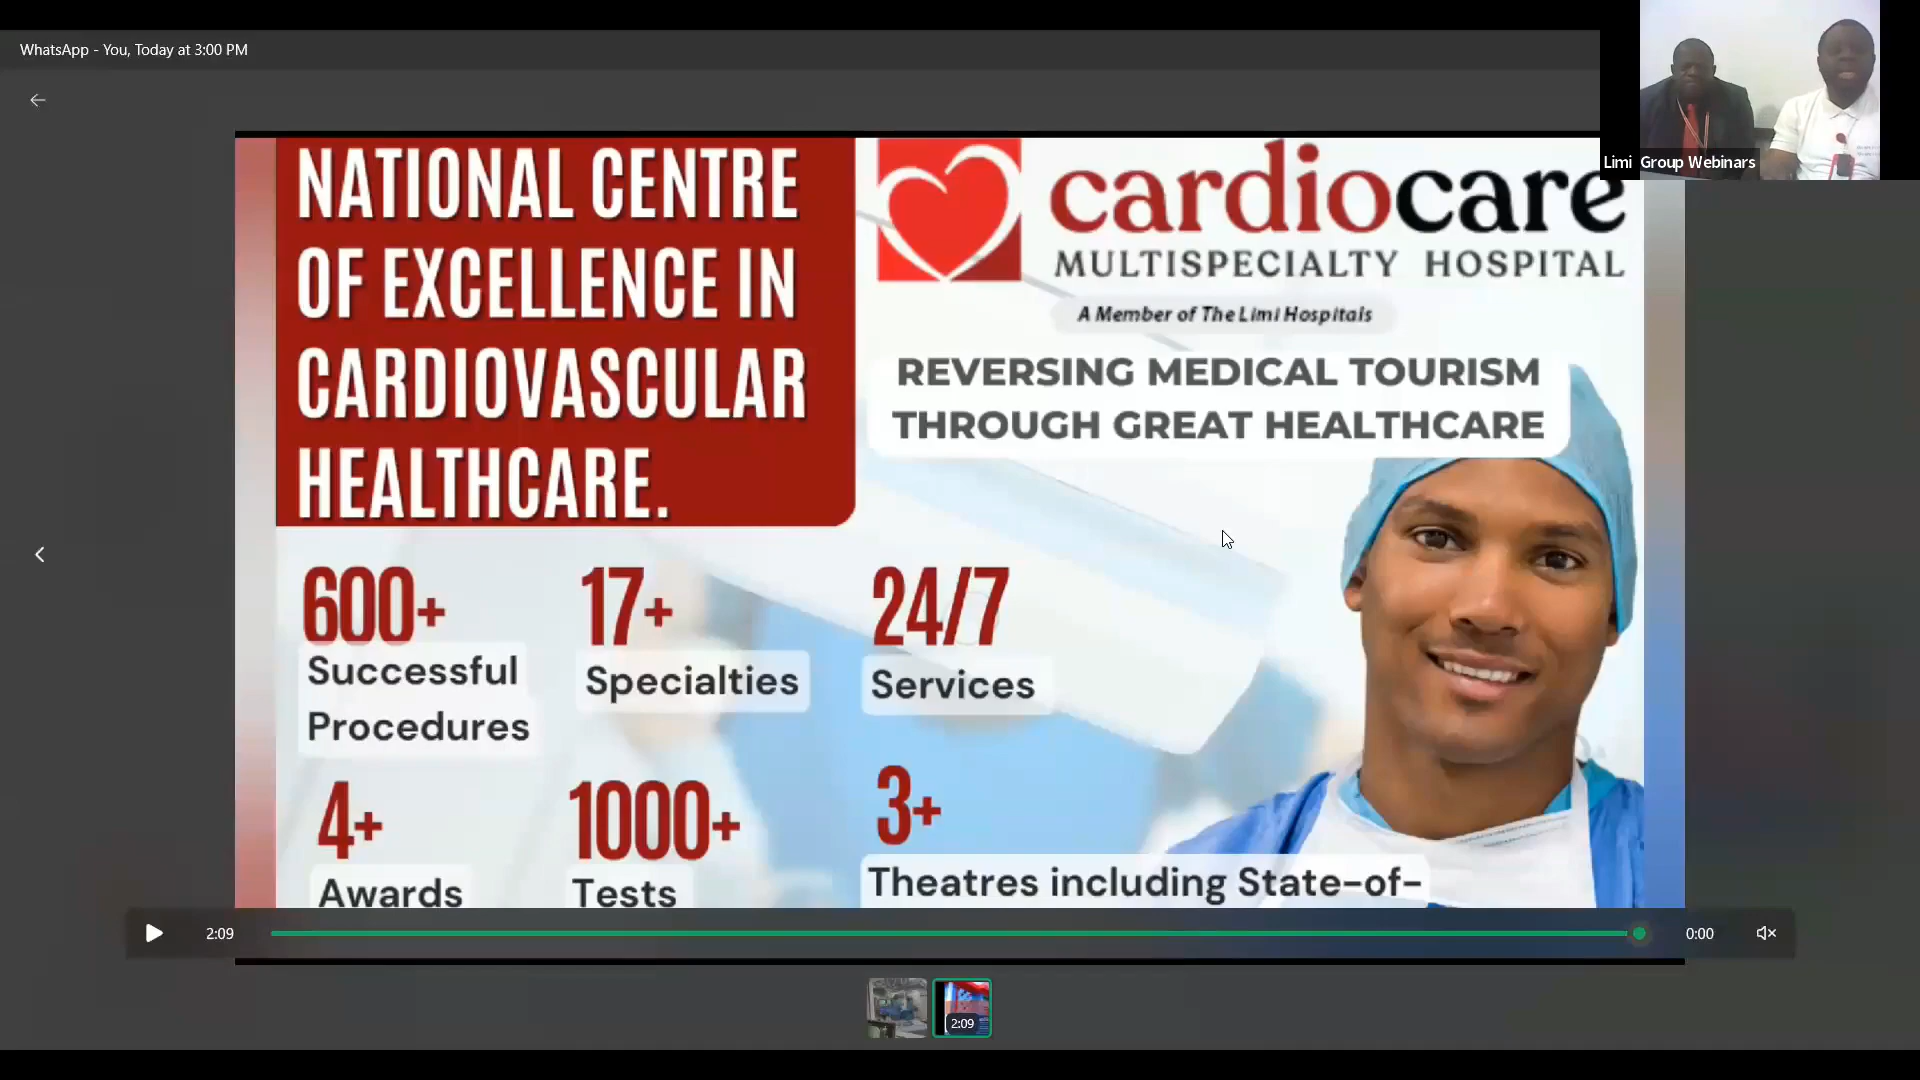 WhatsApp - You, Today at 3:00 PM
Limi Group Webinars
NATIONAL CENTRE
OF EXCELLENCE IN
CARDIOVASCULAR
HEALTHCARE.
cardiocare
MULTISPECIALTY HOSPITAL
A Member of The Limi Hospitals
REVERSING MEDICAL TOURISM
THROUGH GREAT HEALTHCARE
600+
Successful
Procedures
17+
Specialties
24/7
Services
4+
Awards
1000+
Tests
3+
Theatres including State-of-
2:09
0:00
2:09